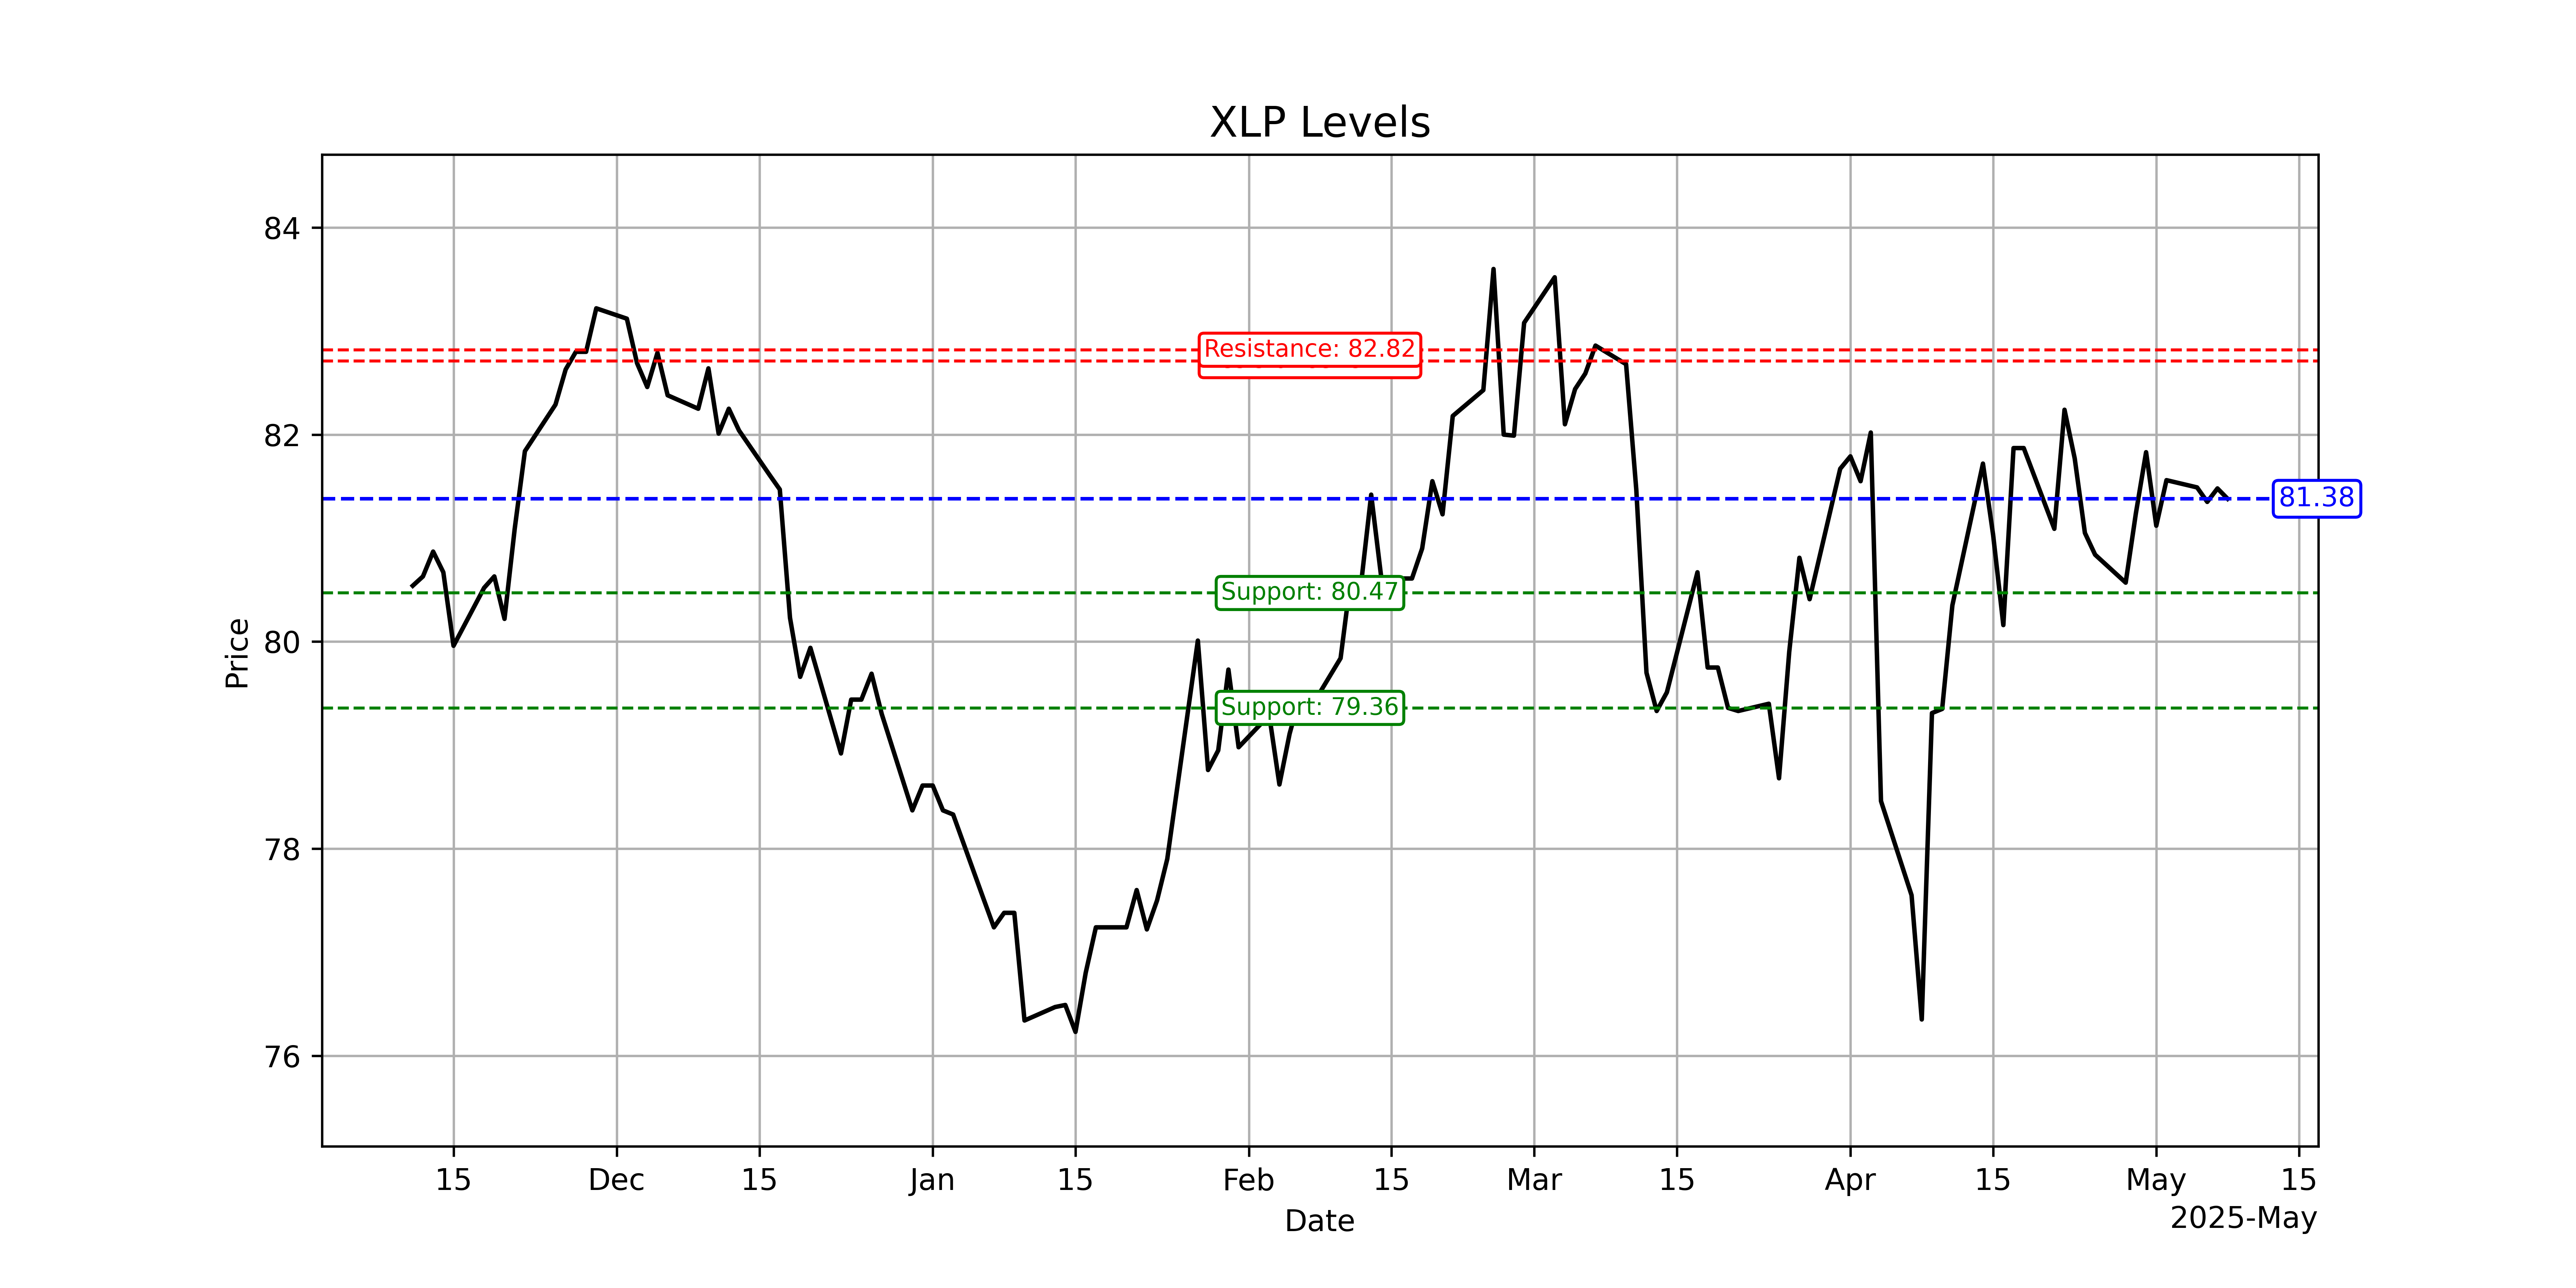 XLP Levels
84
82
80
78
76
Price
Resistance: 82.82
81.38
Support: 80.47
Support: 79.36
15
Dec
15
Jan
15
Feb
15
Mar
15
Apr
15
May
15
Date
2025-May